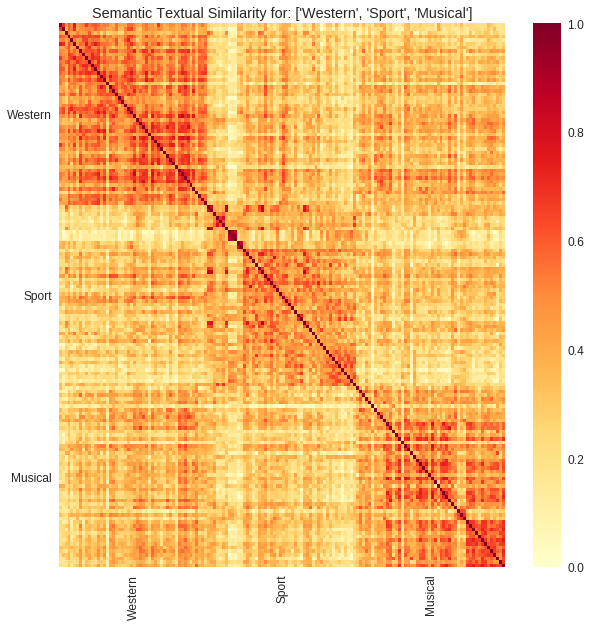 Semantic Textual Similarity for: ['Western', 'Sport', 'Musical']
Western
Sport
Musical
Western
Sport
Musical
1.0
0.8
0.6
0.4
0.2
0.0